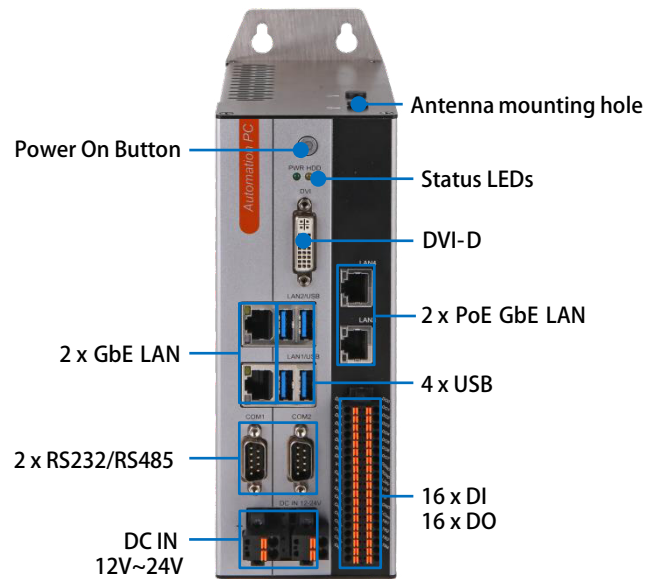 Antenna mounting hole
Power On Button
Automation PC
PWR HDD
Status LEDs
DVI
DVI-D
LAN4
LAN2/USB
2 x PoE GbE LAN
2 x GbE LAN
LAN1/USB
4 x USB
COM1
COM2
2 x RS232/RS485
16 x DI
16 x DO
DC IN 12-24V
DC IN
12V~24V